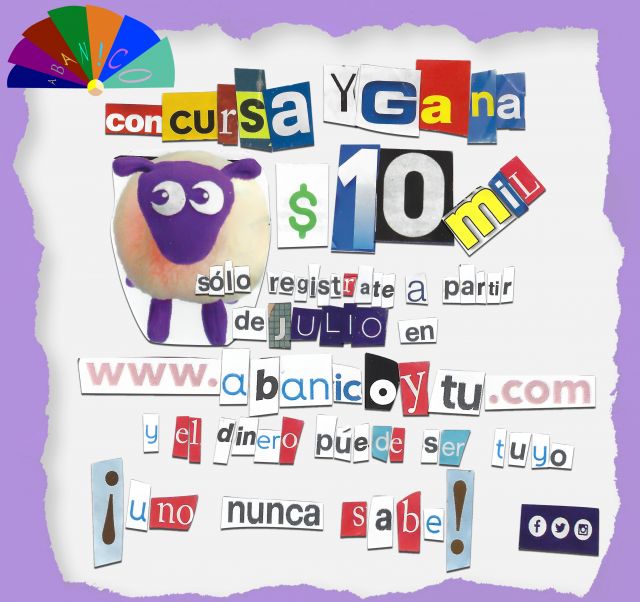 ABANICO
concursa Y Gana
$10 mil
sólo registrate a partir
de JULIO en
www.abanicoytu.com
y el dinero púede ser tuyo
¡uno nunca sabe!